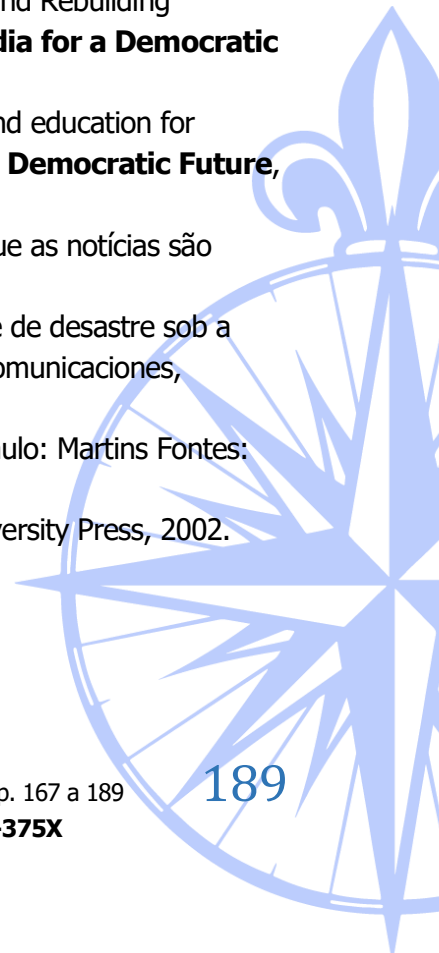 nd Rebuilding
dia for a Democratic
nd education for
Democratic Future,
ue as notícias são
e de desastre sob a
omunicaciones,
aulo: Martins Fontes:
versity Press, 2002.
p. 167 a 189
189
-375X